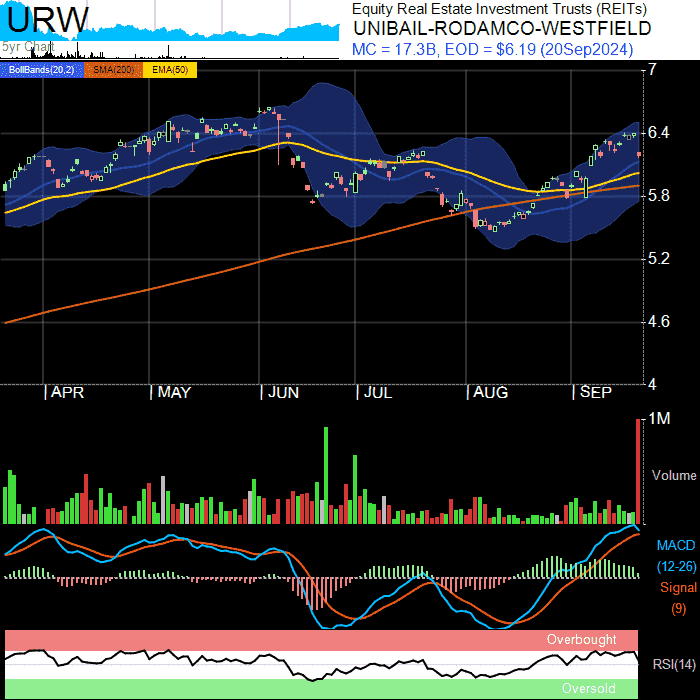 URW
5yr Chart
Equity Real Estate Investment Trusts (REITs)
UNIBAIL-RODAMCO-WESTFIELD
MC = 17.3B, EOD = $6.19 (20Sep2024)
BollBands(20,2) SMA(200) EMA(50)
7
6.4
5.8
5.2
4.6
4
APR MAY JUN JUL AUG SEP
1M
Volume
MACD
(12-26)
Signal
(9)
Overbought
RSI(14)
Oversold